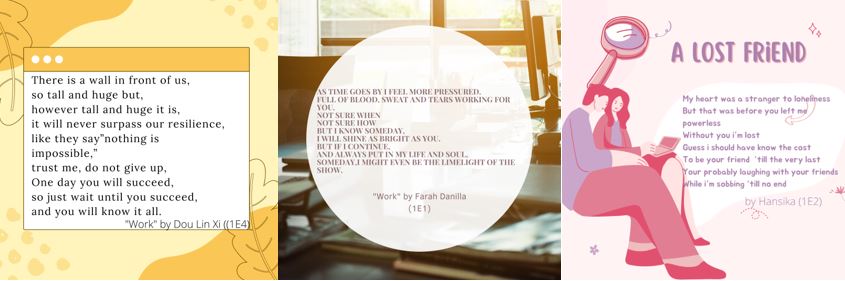 There is a wall in front of us,
so tall and huge but,
however tall and huge it is,
it will never surpass our resilience,
like they say"nothing is
impossible,"
trust me, do not give up,
One day you will succeed,
so just wait until you succeed,
and you will know it all.
"Work" by Dou Lin Xi ((1E4)
AS TIME GOES BY I FEEL MORE PRESSURED.
FULL OF BLOOD, SWEAT AND TEARS WORKING FOR
YOU.
NOT SURE WHEN
NOT SURE HOW
BUT I KNOW SOMEDAY,
I WILL SHINE AS BRIGHT AS YOU.
BUT IF I CONTINUE,
AND ALWAYS PUT IN MY LIFE AND SOUL,
SOMEDAY,I MIGHT EVEN BE THE LIMELIGHT OF THE
SHOW.
"Work" by Farah Danilla
(1E1)
A LOST FRiEND
My heart was a stranger to loneliness
But that was before you left me
powerless
Without you i'm lost
Guess i should have know the cost
To be your friend 'till the very last
Your probably laughing with your friends
While i'm sobbing 'till no end
by Hansika (1E2)